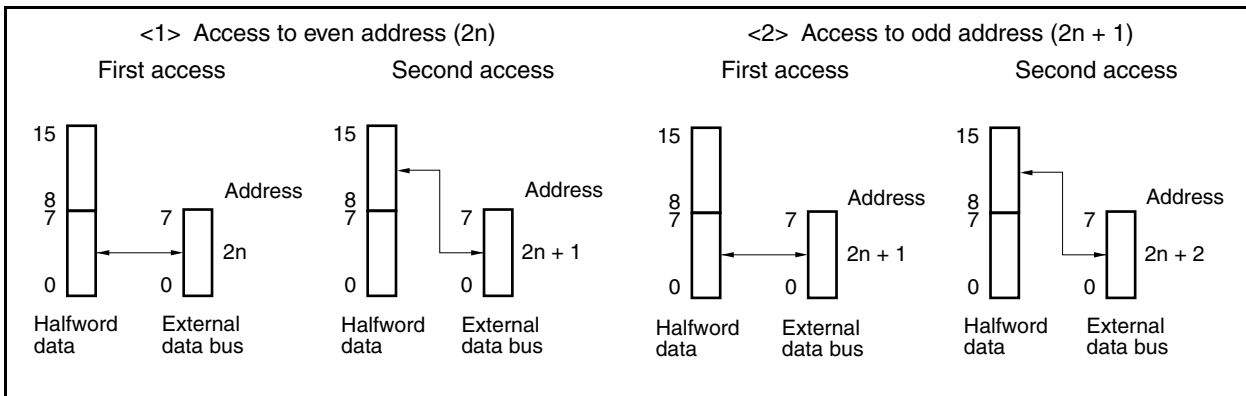 <1> Access to even address (2n)
First access
Second access
15
8
7
0
7
0
Address
2n
Halfword
data
External
data bus
15
8
7
0
7
0
Address
2n + 1
Halfword
data
External
data bus
<2> Access to odd address (2n + 1)
First access
Second access
15
8
7
0
7
0
Address
2n + 1
Halfword
data
External
data bus
15
8
7
0
7
0
Address
2n + 2
Halfword
data
External
data bus